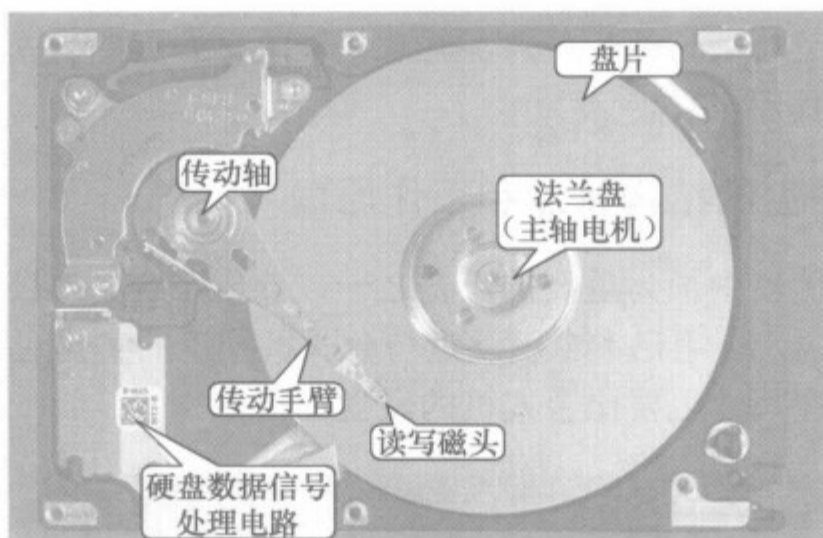 盘片
传动轴
法兰盘
（主轴电机）
传动手臂
读写磁头
硬盘数据信号
处理电路